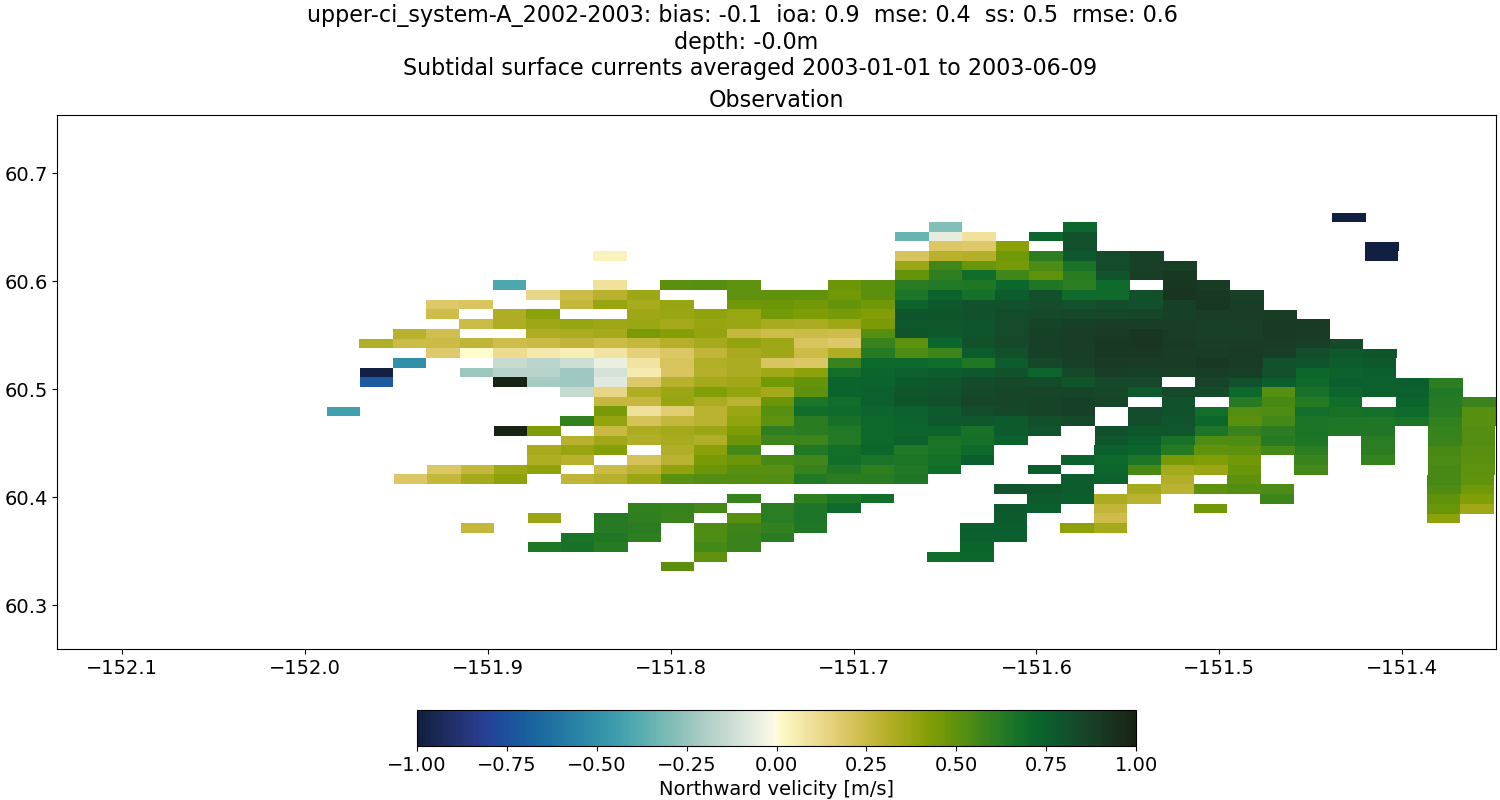 upper-ci_system-A_2002-2003: bias: -0.1  ioa: 0.9  mse: 0.4  ss: 0.5  rmse: 0.6
depth: -0.0m
Subtidal surface currents averaged 2003-01-01 to 2003-06-09
Observation
60.7
60.6
60.5
60.4
60.3
−152.1 −152.0 −151.9 −151.8 −151.7 −151.6 −151.5 −151.4
−1.00 −0.75 −0.50 −0.25 0.00 0.25 0.50 0.75 1.00
Northward velicity [m/s]